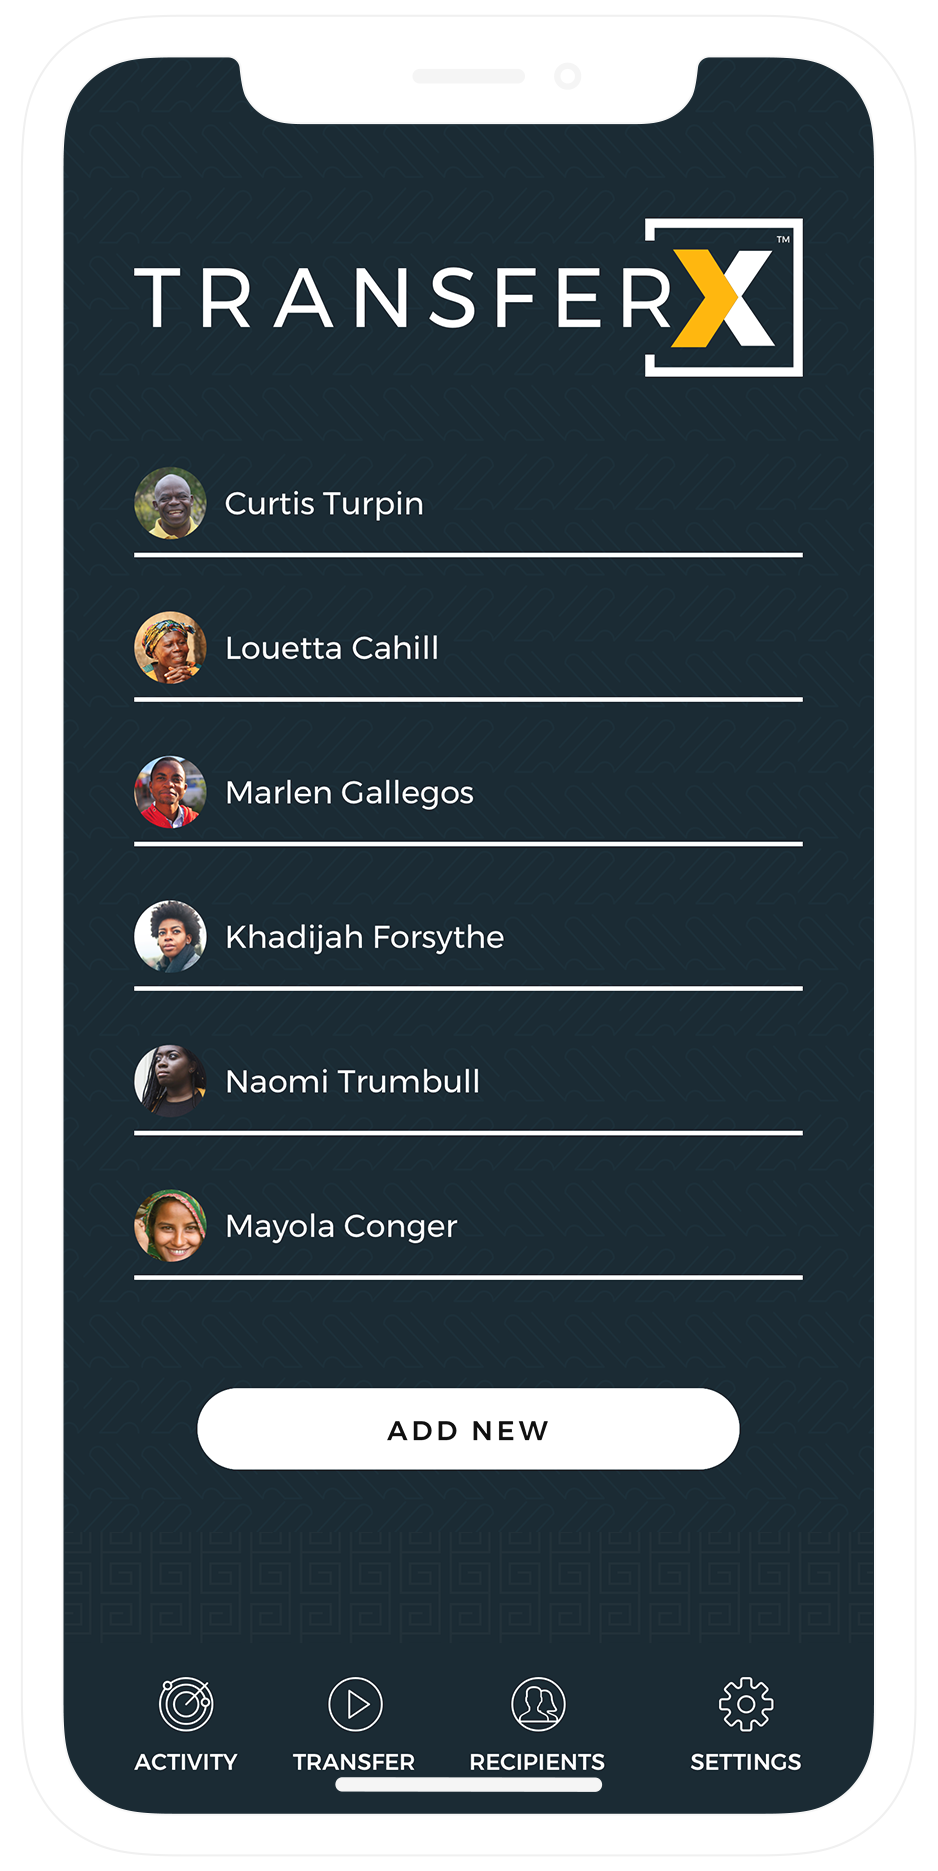 TRANSFERX™
Curtis Turpin
Louetta Cahill
Marlen Gallegos
Khadijah Forsythe
Naomi Trumbull
Mayola Conger
ADD NEW
ACTIVITY TRANSFER RECIPIENTS SETTINGS